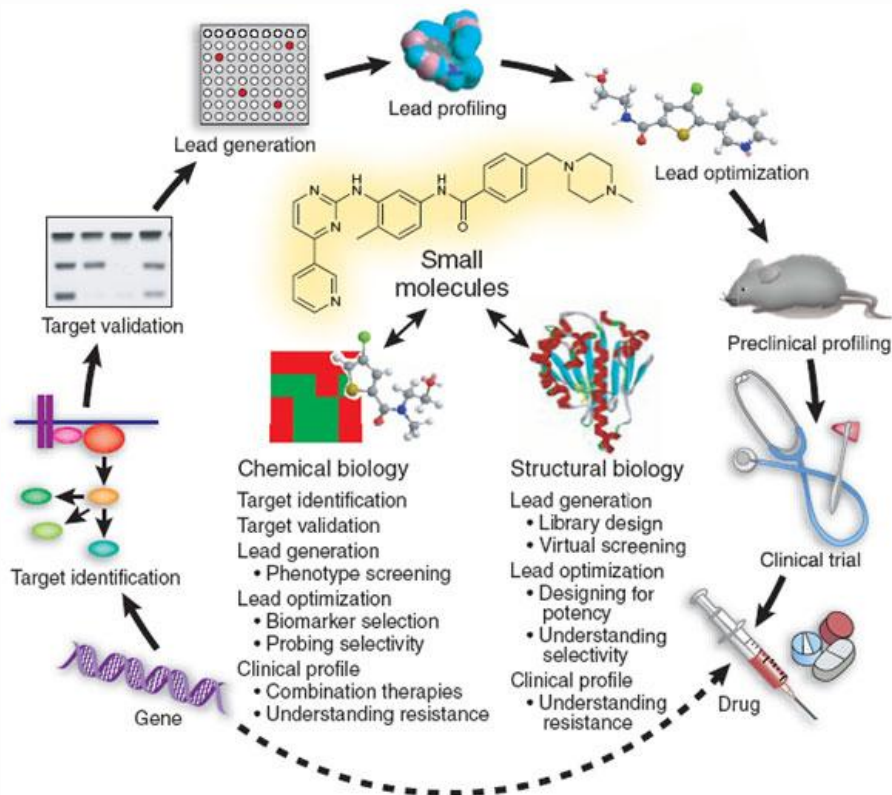 Lead generation
Lead profiling
Lead optimization
Target validation
Preclinical profiling
N
H
N
N
H
N
O
N
N
N
Small
molecules
Chemical biology
Target identification
Target validation
Lead generation
• Phenotype screening
Lead optimization
• Biomarker selection
• Probing selectivity
Clinical profile
• Combination therapies
• Understanding resistance
Structural biology
Lead generation
• Library design
• Virtual screening
Lead optimization
• Designing for
potency
• Understanding
selectivity
Clinical profile
• Understanding
resistance
Target identification
Gene
Clinical trial
Drug